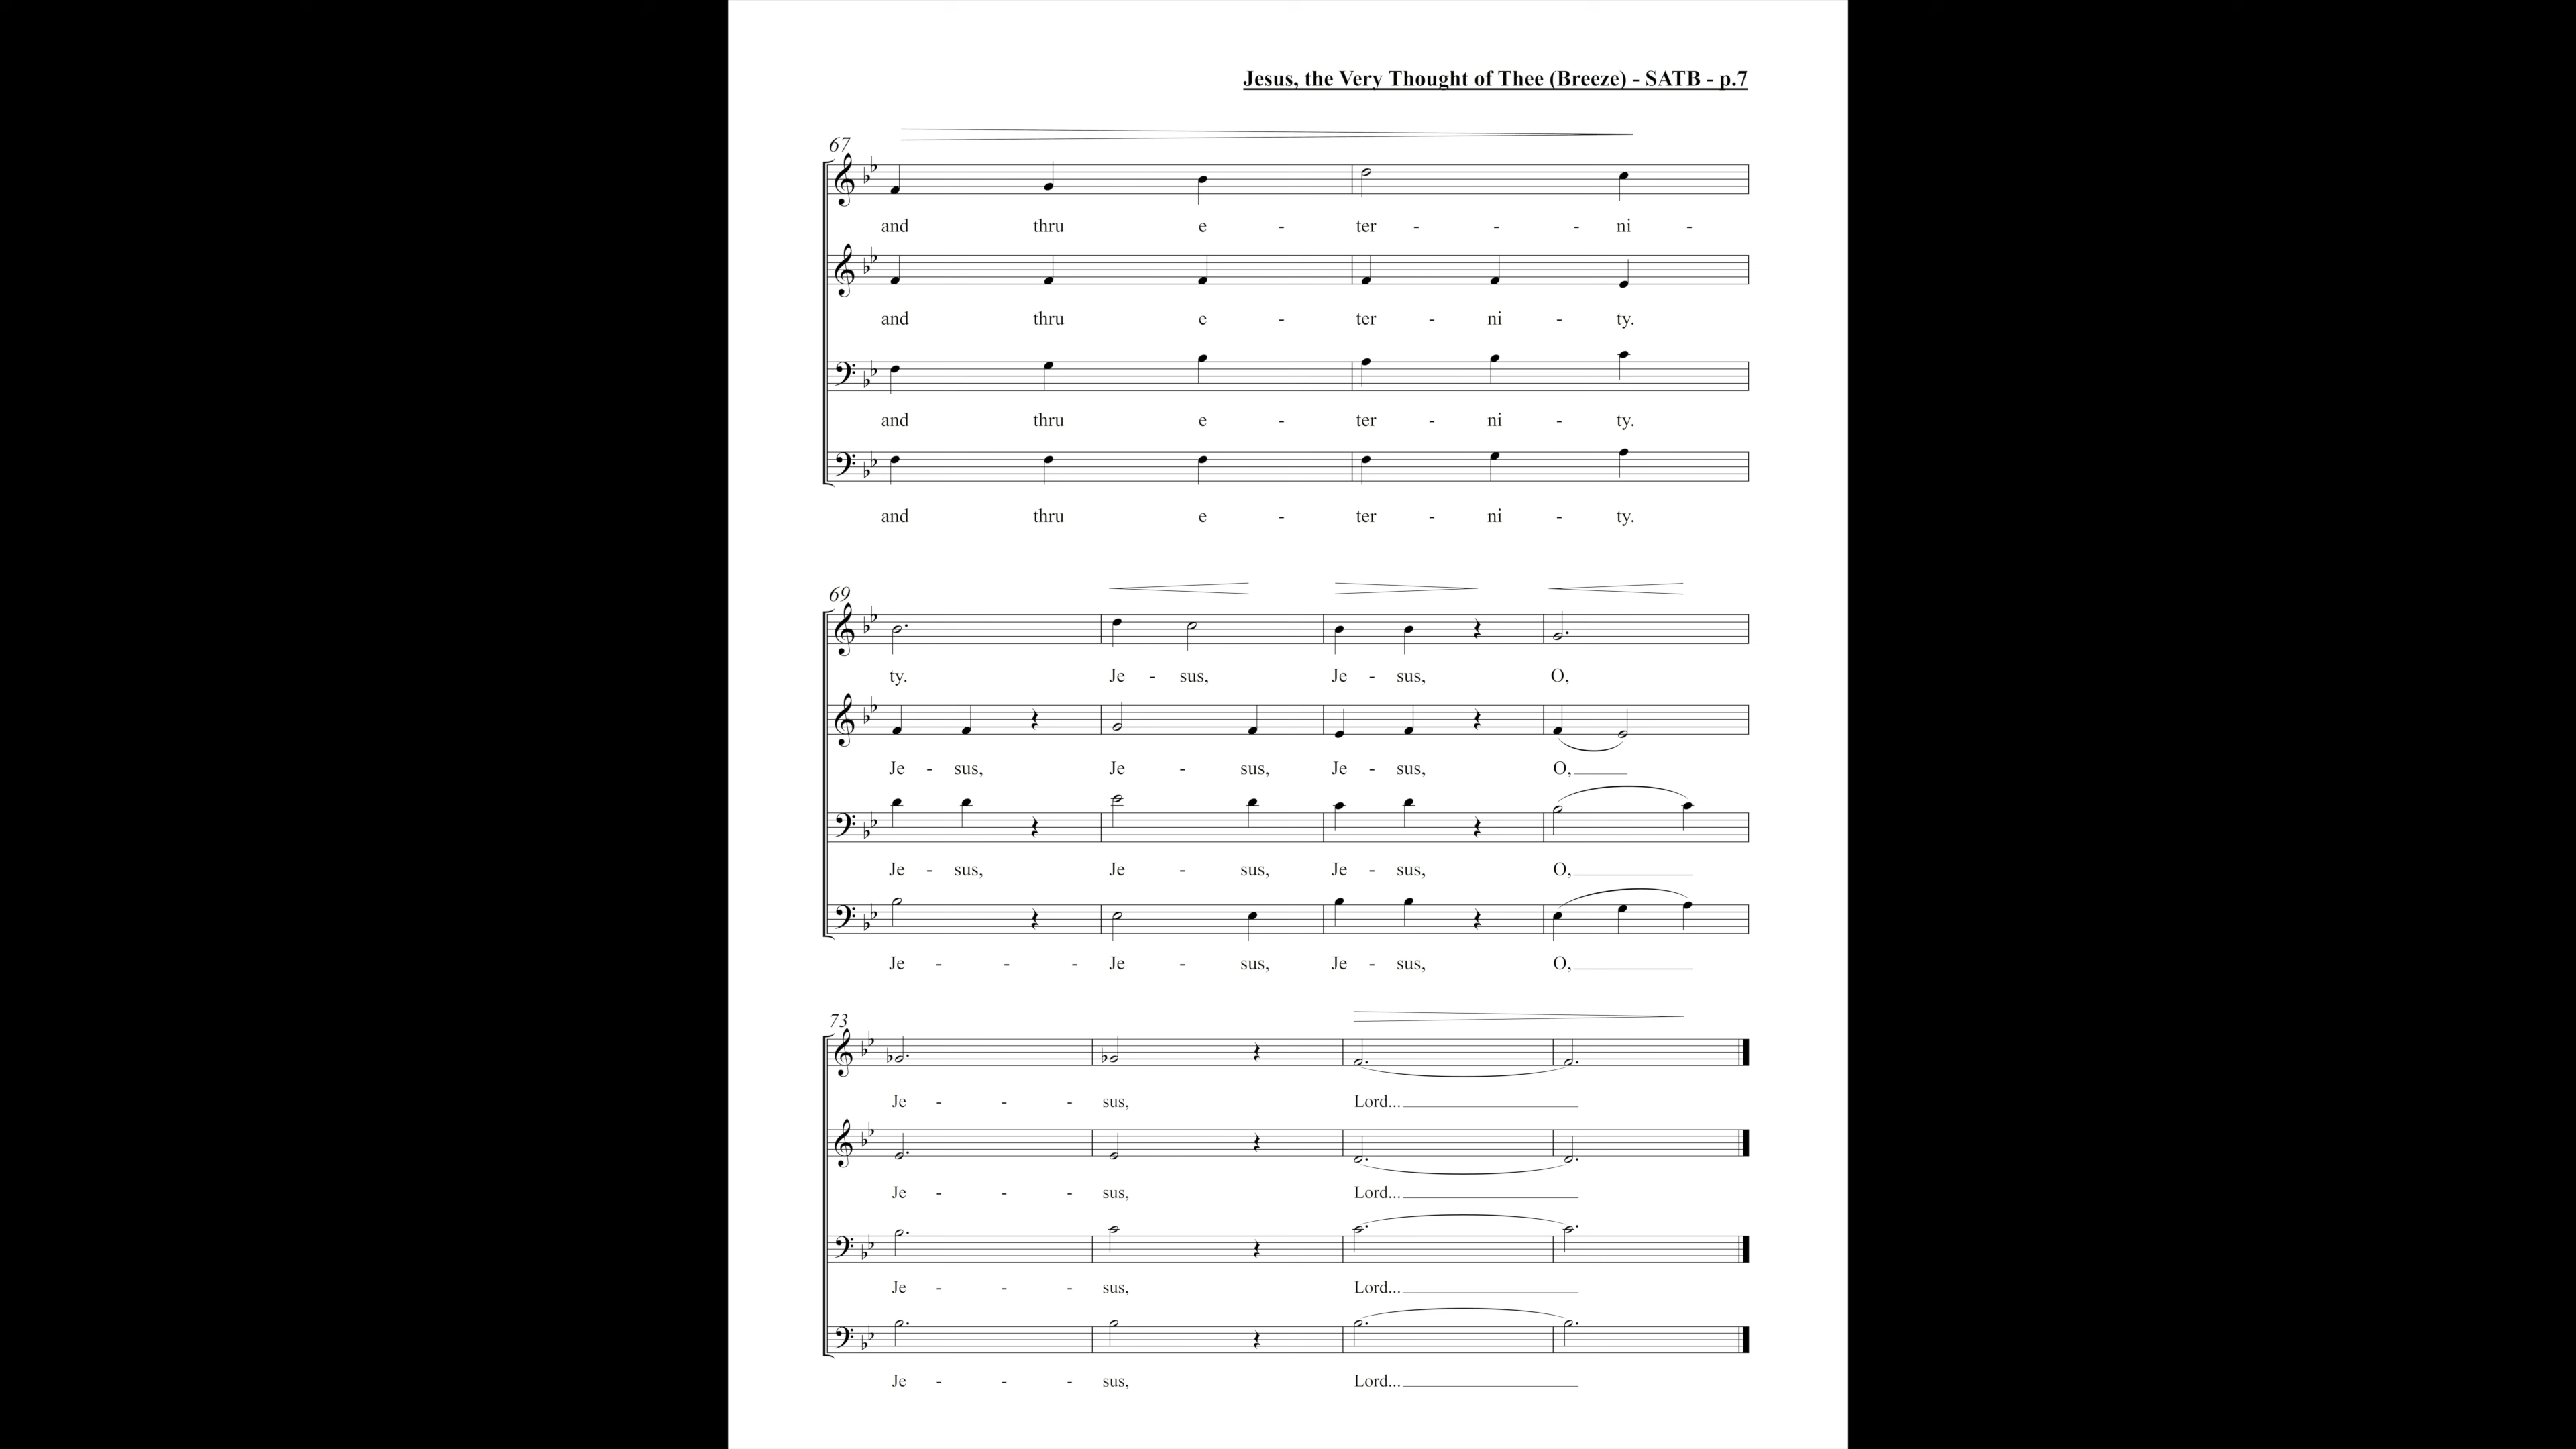 Jesus, the Very Thought of Thee (Breeze) - SATB - p.7
67
and thru e - ter - - - ni -
and thru e - ter - ni - ty.
and thru e - ter - ni - ty.
and thru e - ter - ni - ty.
69
ty. Je - sus, Je - sus, O,
Je - sus, Je - sus, Je - sus, O,
Je - sus, Je - sus, Je - sus, O,
Je - - - Je - sus, Je - sus, O,
73
Je - - - sus, Lord...
Je - - - sus, Lord...
Je - - - sus, Lord...
Je - - - sus, Lord...